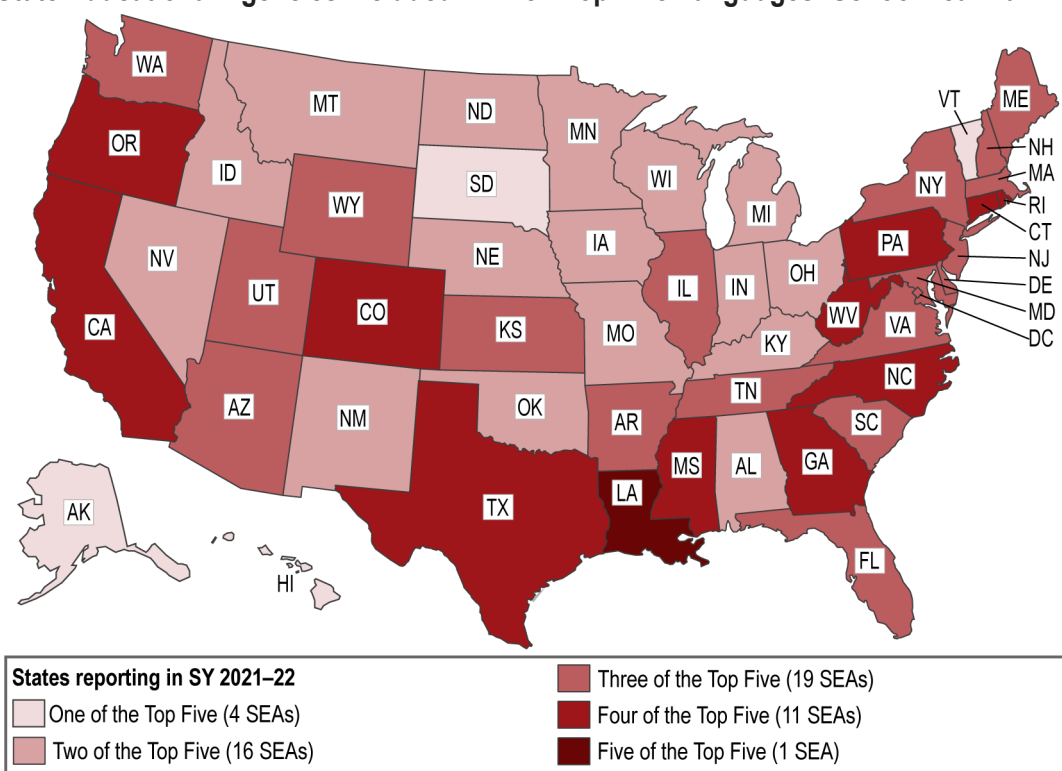 WA
MT
ND
MN
VT
ME
OR
ID
SD
WI
NH
MA
WY
NY
MI
RI
CT
NV
NE
IA
PA
NJ
UT
IL
IN
OH
DE
CA
CO
KS
MO
KY
WV
VA
MD
DC
AZ
NM
OK
AR
TN
NC
SC
MS
AL
GA
LA
TX
AK
FL
HI
States reporting in SY 2021–22
One of the Top Five (4 SEAs)
Two of the Top Five (16 SEAs)
Three of the Top Five (19 SEAs)
Four of the Top Five (11 SEAs)
Five of the Top Five (1 SEA)